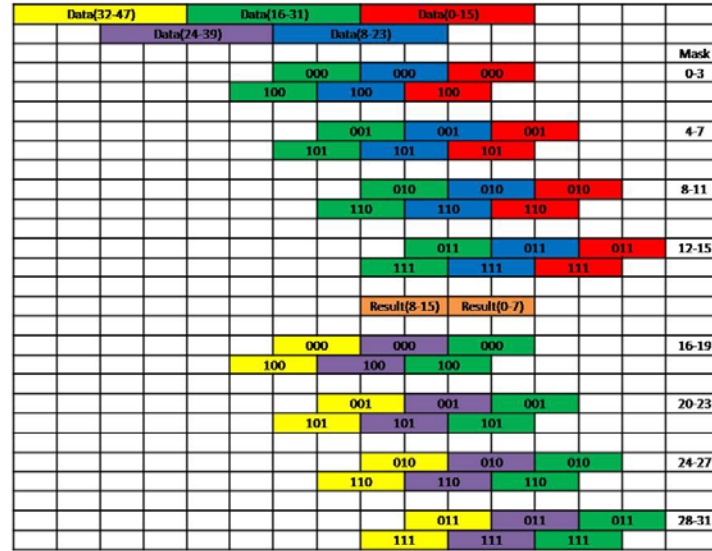 Data(32-47) Data(16-31) Data(0-15)
Data(24-39) Data(8-23)
Mask
000 000 000 0-3
100 100 100
001 001 001 4-7
101 101 101
010 010 010 8-11
110 110 110
011 011 011 12-15
111 111 111
Result(8-15) Result(0-7)
000 000 000 16-19
100 100 100
001 001 001 20-23
101 101 101
010 010 010 24-27
110 110 110
011 011 011 28-31
111 111 111